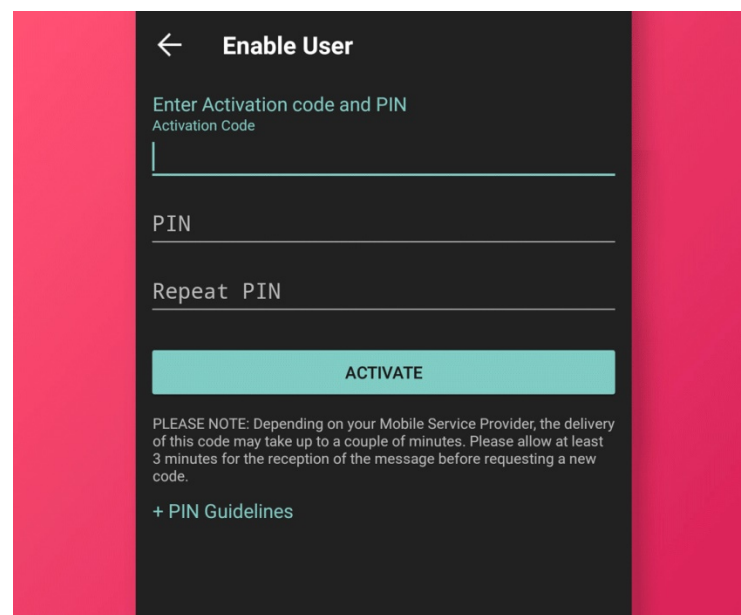 Enable User
Enter Activation code and PIN
Activation Code
PIN
Repeat PIN
ACTIVATE
PLEASE NOTE: Depending on your Mobile Service Provider, the delivery
of this code may take up to a couple of minutes. Please allow at least
3 minutes for the reception of the message before requesting a new
code.
+ PIN Guidelines